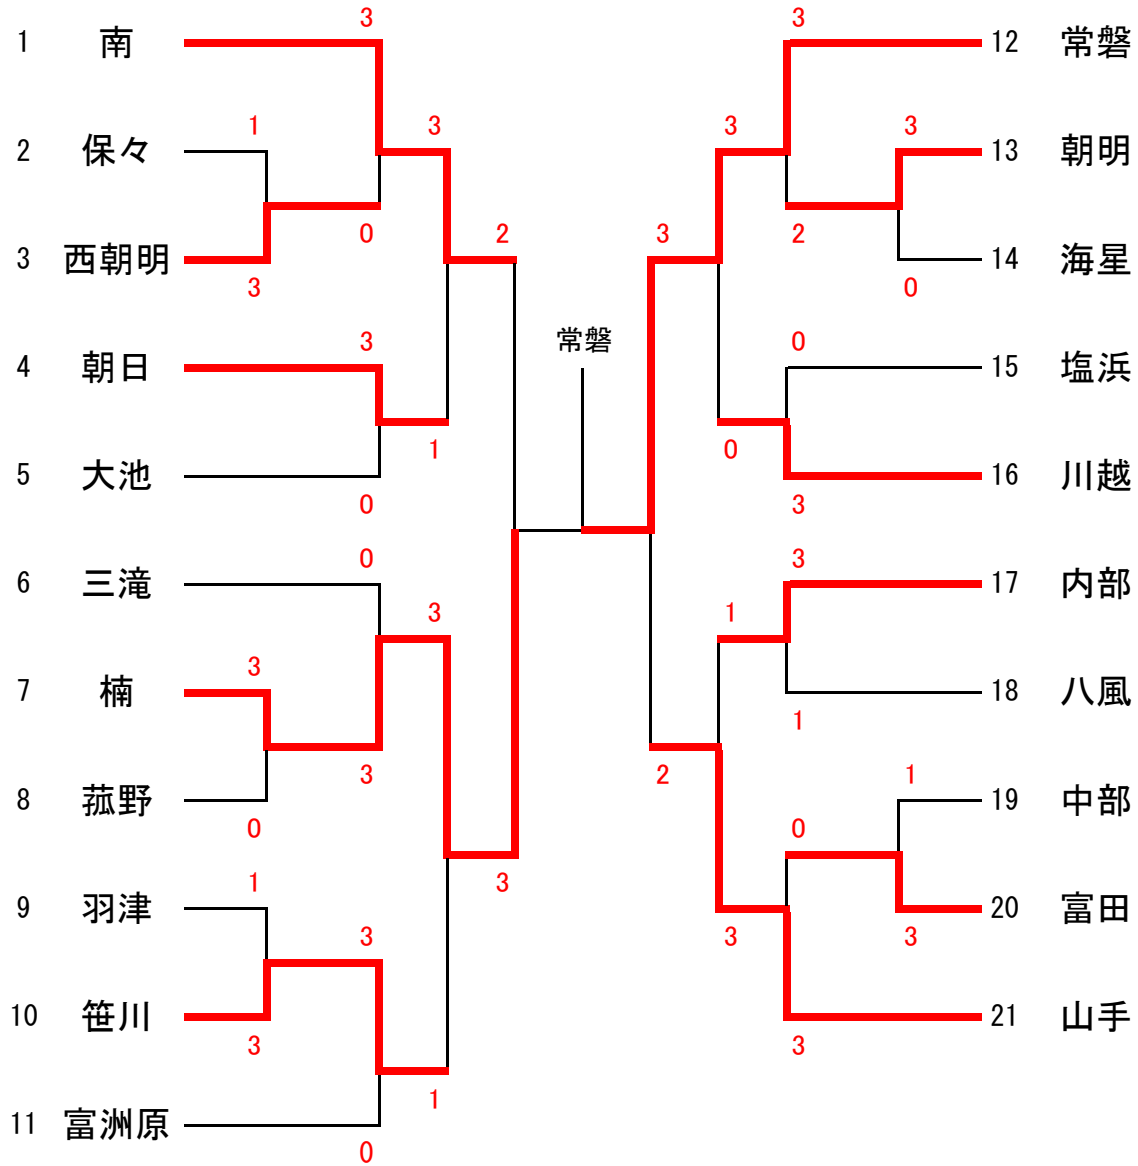 3 3
1 南 12 常磐
1 3 3 3
2 保々 13 朝明
0 2 3 2
3 西朝明 14 海星
3 0
3 常磐 0
4 朝日 15 塩浜
1 0
5 大池 16 川越
0 3
0 3
6 三滝 17 内部
3 1
3
7 楠 18 八風
1
3 2 1
8 菰野 19 中部
0 0
1 3
9 羽津 20 富田
3 3 3
10 笹川 21 山手
3 3
1
11 富洲原
0